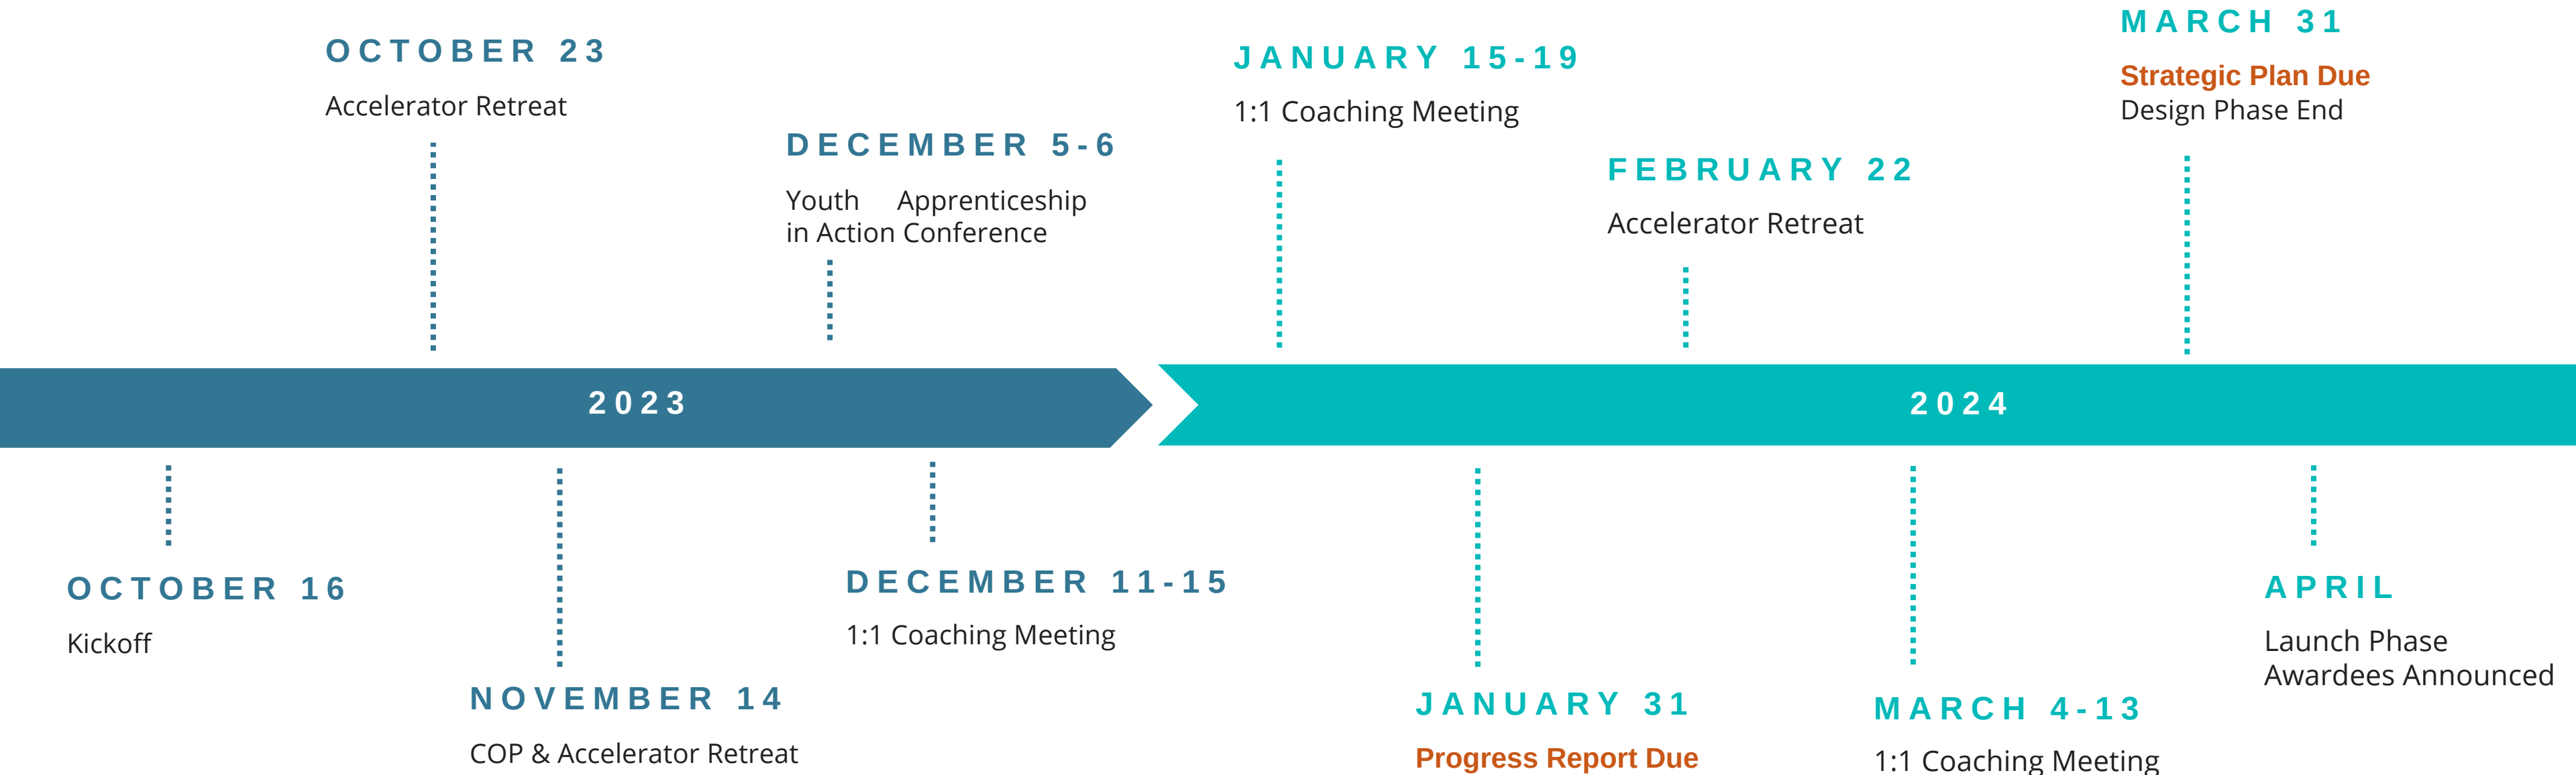 OCTOBER 23
Accelerator Retreat
DECEMBER 5-6
Youth Apprenticeship
in Action Conference
JANUARY 15-19
1:1 Coaching Meeting
FEBRUARY 22
Accelerator Retreat
MARCH 31
Strategic Plan Due
Design Phase End
2023
2024
OCTOBER 16
Kickoff
NOVEMBER 14
COP & Accelerator Retreat
DECEMBER 11-15
1:1 Coaching Meeting
JANUARY 31
Progress Report Due
MARCH 4-13
1:1 Coaching Meeting
APRIL
Launch Phase
Awardees Announced